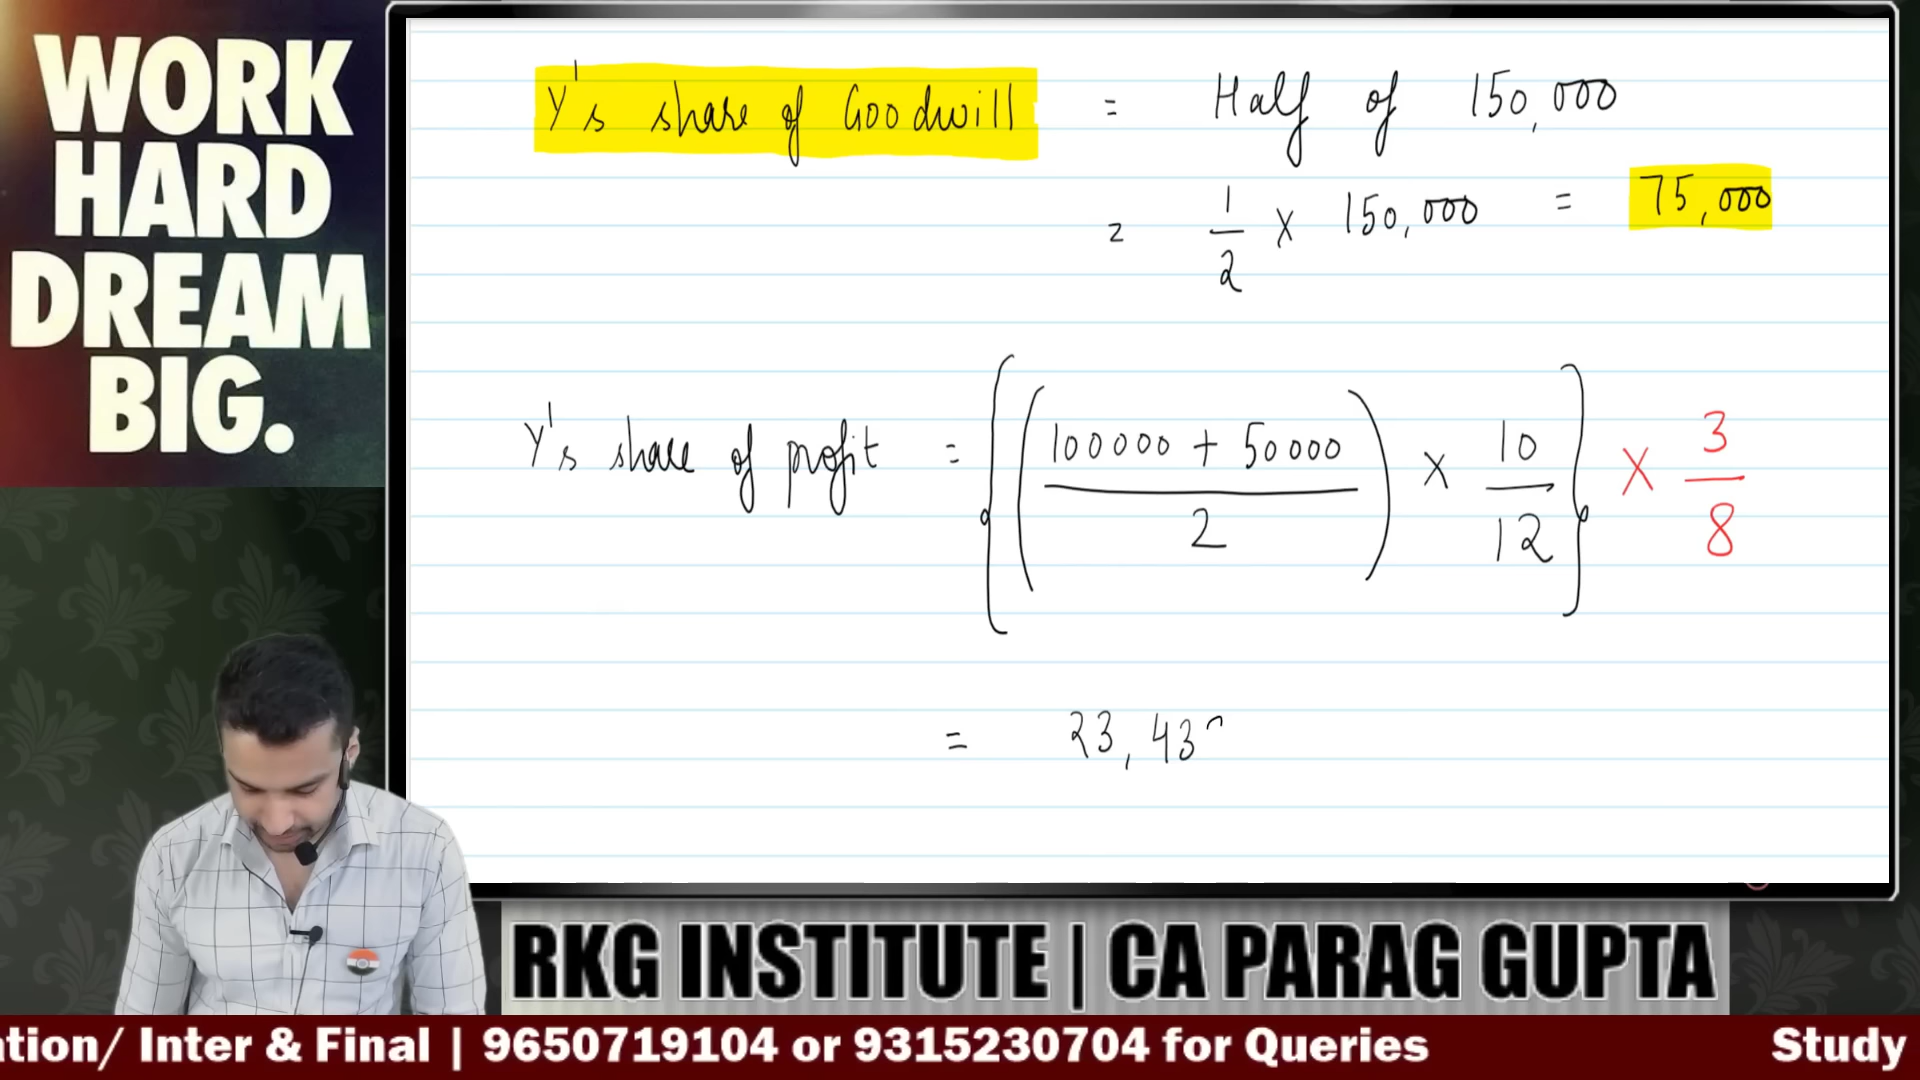 WORK
HARD
DREAM
BIG.
Y's share of Goodwill = Half of 150,000
= 1/2 × 150,000 = 75,000
Y's share of profit = {((100000 + 50000)/2) × 10/12} × 3/8
= 23,43
RKG INSTITUTE | CA PARAG GUPTA
ation/ Inter & Final | 9650719104 or 9315230704 for Queries Study